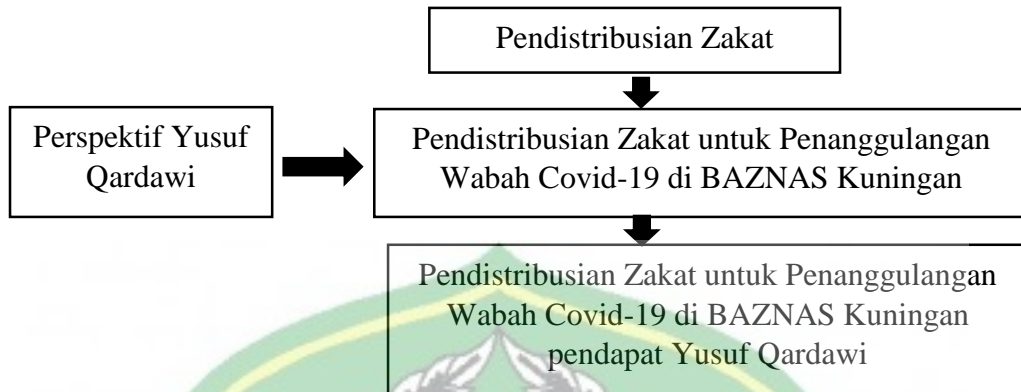 Pendistribusian Zakat
Perspektif Yusuf
Qardawi
Pendistribusian Zakat untuk Penanggulangan
Wabah Covid-19 di BAZNAS Kuningan
Pendistribusian Zakat untuk Penanggulangan
Wabah Covid-19 di BAZNAS Kuningan
pendapat Yusuf Qardawi